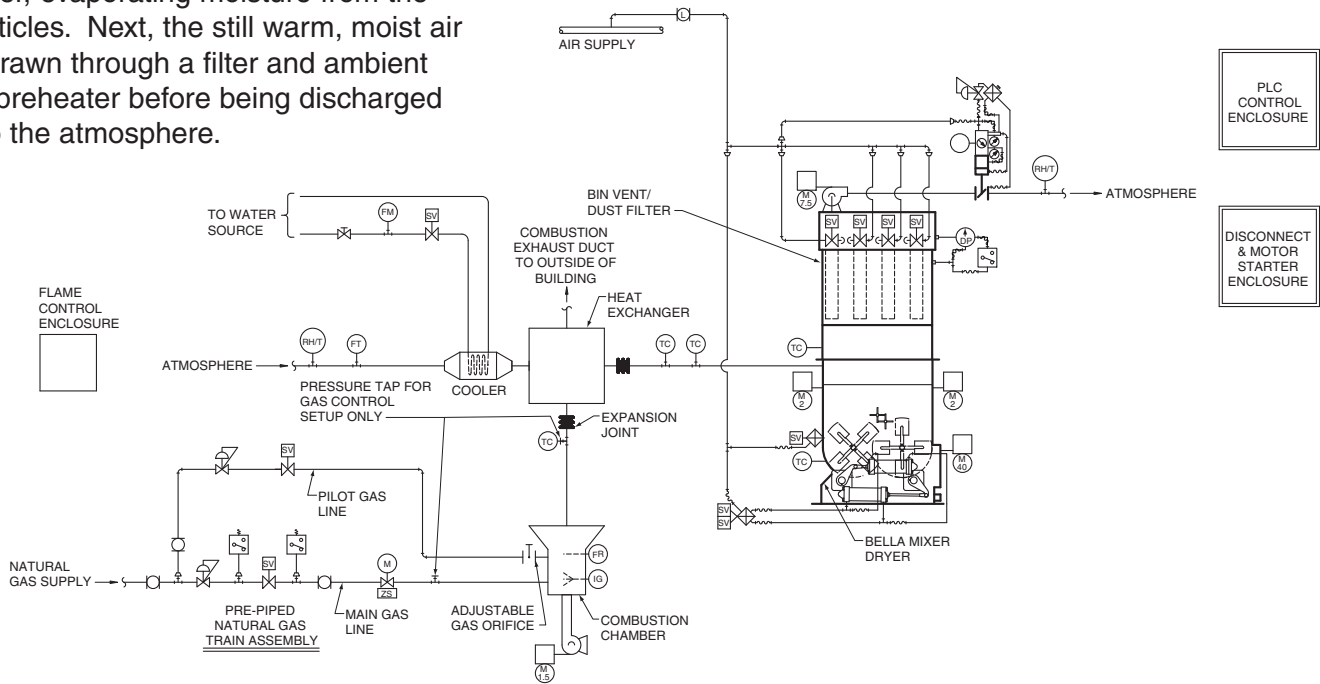 er, evaporating moisture from the
ticles. Next, the still warm, moist air
rawn through a filter and ambient
preheater before being discharged
o the atmosphere.
L
AIR SUPPLY
PLC
CONTROL
ENCLOSURE
RH/T
ATMOSPHERE
M
7.5
BIN VENT/
DUST FILTER
SV
SV
SV
SV
DP
DISCONNECT
& MOTOR
STARTER
ENCLOSURE
TO WATER
SOURCE
FM
SV
COMBUSTION
EXHAUST DUCT
TO OUTSIDE OF
BUILDING
HEAT
EXCHANGER
FLAME
CONTROL
ENCLOSURE
RH/T
FT
TC
TC
TC
ATMOSPHERE
COOLER
M
2
M
2
PRESSURE TAP FOR
GAS CONTROL
SETUP ONLY
EXPANSION
JOINT
TC
SV
TC
M
40
SV
PILOT GAS
LINE
SV
SV
BELLA MIXER
DRYER
NATURAL
GAS SUPPLY
SV
M
ZS
FR
IG
PRE-PIPED
NATURAL GAS
TRAIN ASSEMBLY
MAIN GAS
LINE
ADJUSTABLE
GAS ORIFICE
COMBUSTION
CHAMBER
M
1.5